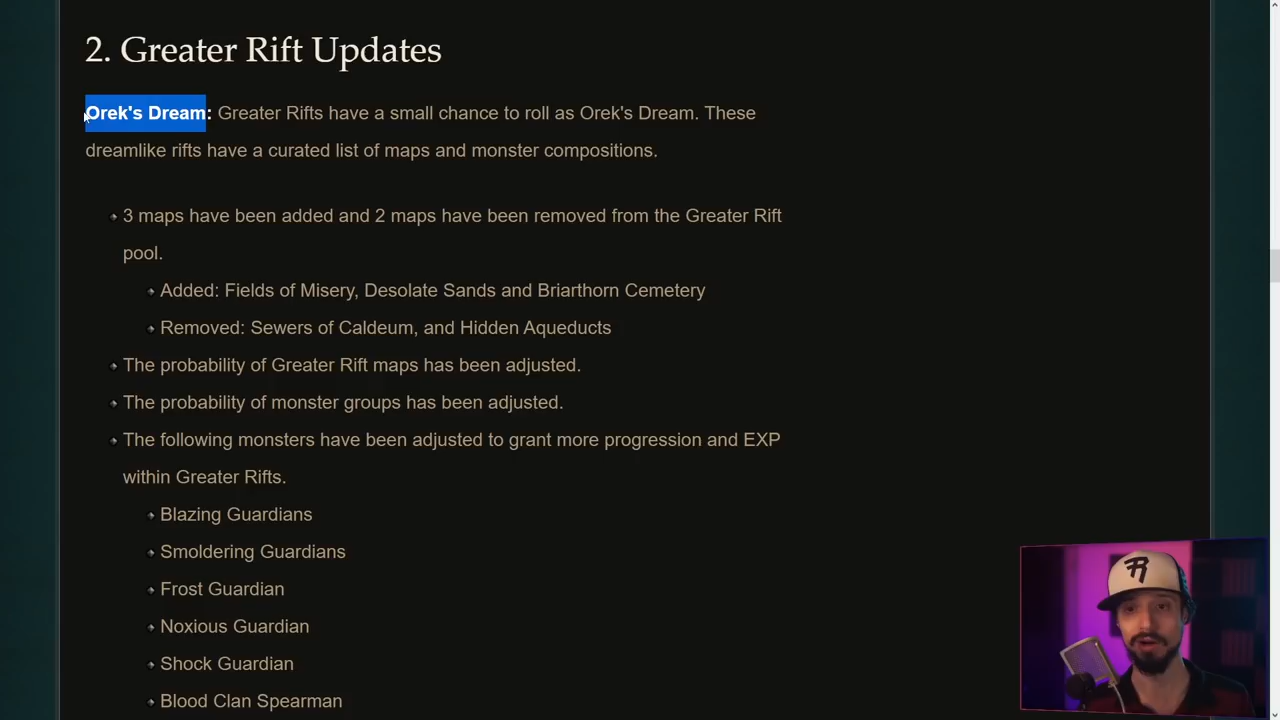 2. Greater Rift Updates
Orek's Dream: Greater Rifts have a small chance to roll as Orek's Dream. These
dreamlike rifts have a curated list of maps and monster compositions.
3 maps have been added and 2 maps have been removed from the Greater Rift
pool.
Added: Fields of Misery, Desolate Sands and Briarthorn Cemetery
Removed: Sewers of Caldeum, and Hidden Aqueducts
The probability of Greater Rift maps has been adjusted.
The probability of monster groups has been adjusted.
The following monsters have been adjusted to grant more progression and EXP
within Greater Rifts.
Blazing Guardians
Smoldering Guardians
Frost Guardian
Noxious Guardian
Shock Guardian
Blood Clan Spearman